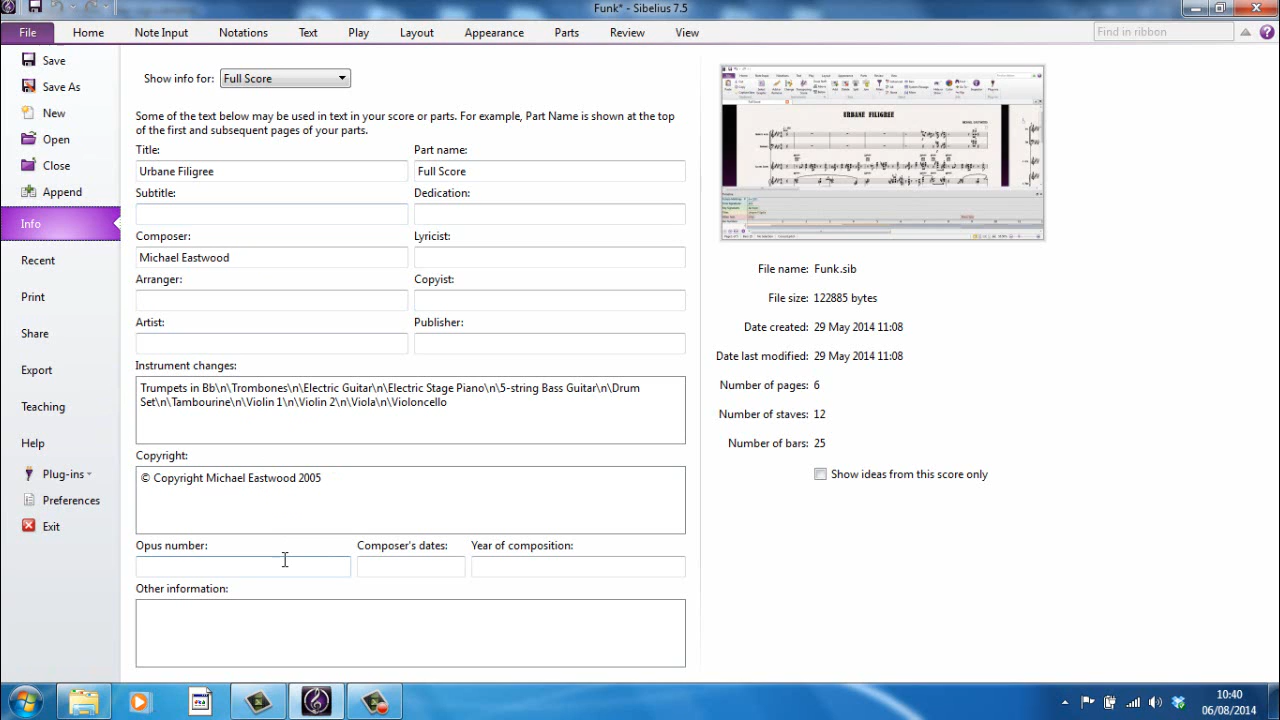 Funk* - Sibelius 7.5
File Home Note Input Notations Text Play Layout Appearance Parts Review View Find in ribbon
Save
Save As
New
Open
Close
Append
Info
Recent
Print
Share
Export
Teaching
Help
Plug-ins
Preferences
Exit
Show info for: Full Score
Some of the text below may be used in text in your score or parts. For example, Part Name is shown at the top
of the first and subsequent pages of your parts.
Title: Part name:
Urbane Filigree Full Score
Subtitle: Dedication:
Composer: Lyricist:
Michael Eastwood
Arranger: Copyist:
Artist: Publisher:
Instrument changes:
Trumpets in Bb\n\Trombones\n\Electric Guitar\n\Electric Stage Piano\n\5-string Bass Guitar\n\Drum
Set\n\Tambourine\n\Violin 1\n\Violin 2\n\Viola\n\Violoncello
Copyright:
© Copyright Michael Eastwood 2005
Opus number: Composer's dates: Year of composition:
Other information:
URBANE FILIGREE
File name: Funk.sib
File size: 122885 bytes
Date created: 29 May 2014 11:08
Date last modified: 29 May 2014 11:08
Number of pages: 6
Number of staves: 12
Number of bars: 25
Show ideas from this score only
10:40
06/08/2014